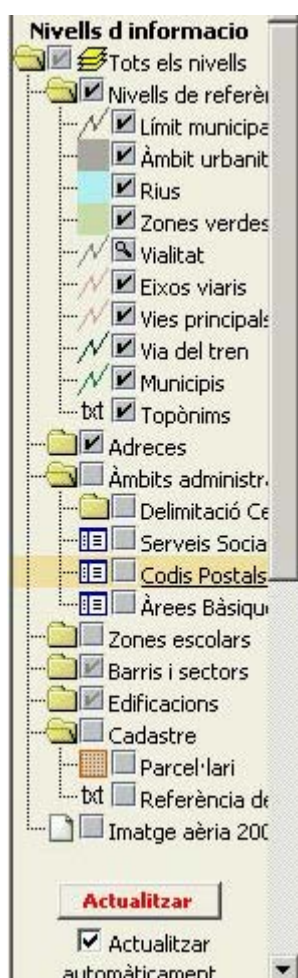 Nivells d informacio
Tots els nivells
Nivells de referèn
Límit municipa
Àmbit urbanit
Rius
Zones verdes
Vialitat
Eixos viaris
Vies principals
Via del tren
Municipis
txt Topònims
Adreces
Àmbits administr
Delimitació Ce
Serveis Socia
Codis Postals
Àrees Bàsiqu
Zones escolars
Barris i sectors
Edificacions
Cadastre
Parcel·lari
txt Referència de
Imatge aèria 200
Actualitzar
Actualitzar
automàticament